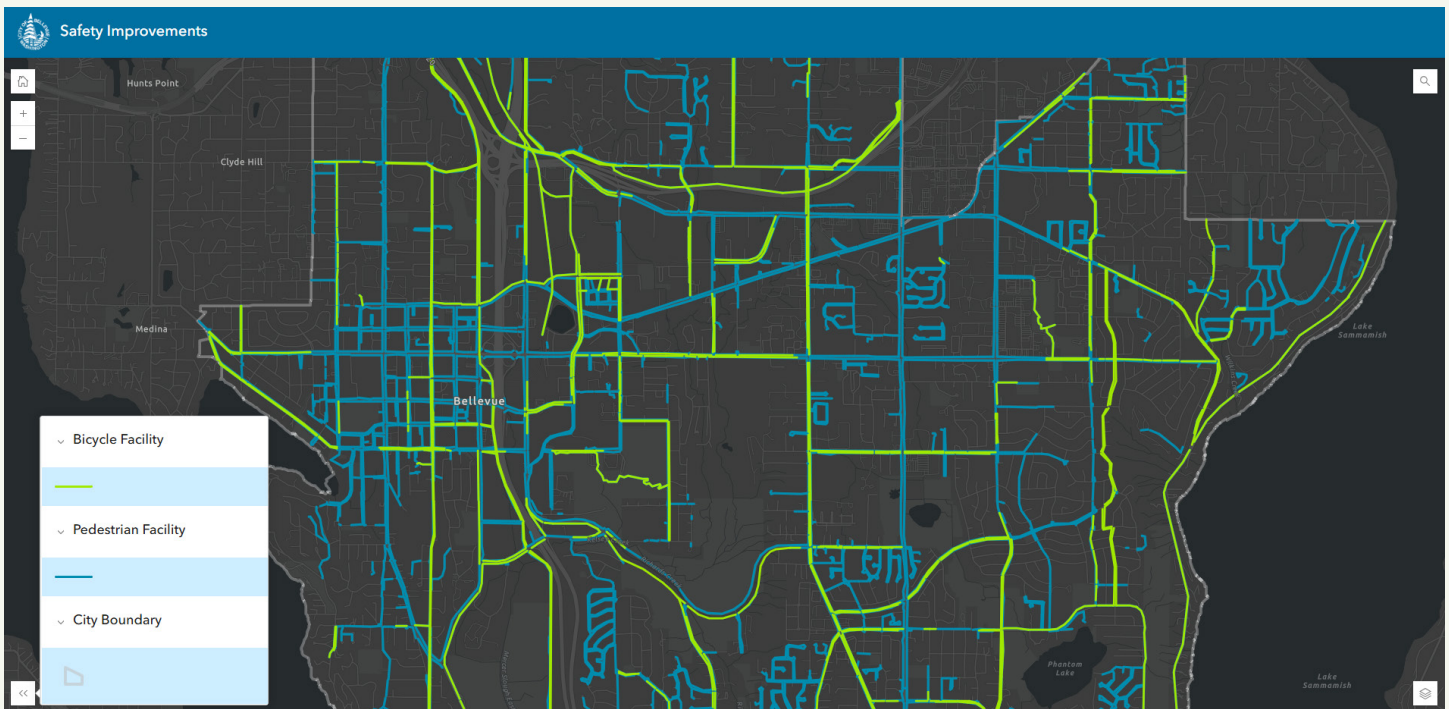 Safety Improvements
Hunts Point
Clyde Hill
Medina
Lake
Sammamish
Bellevue
Bicycle Facility
Pedestrian Facility
City Boundary
Phantom
Lake
Lake
Sammamish